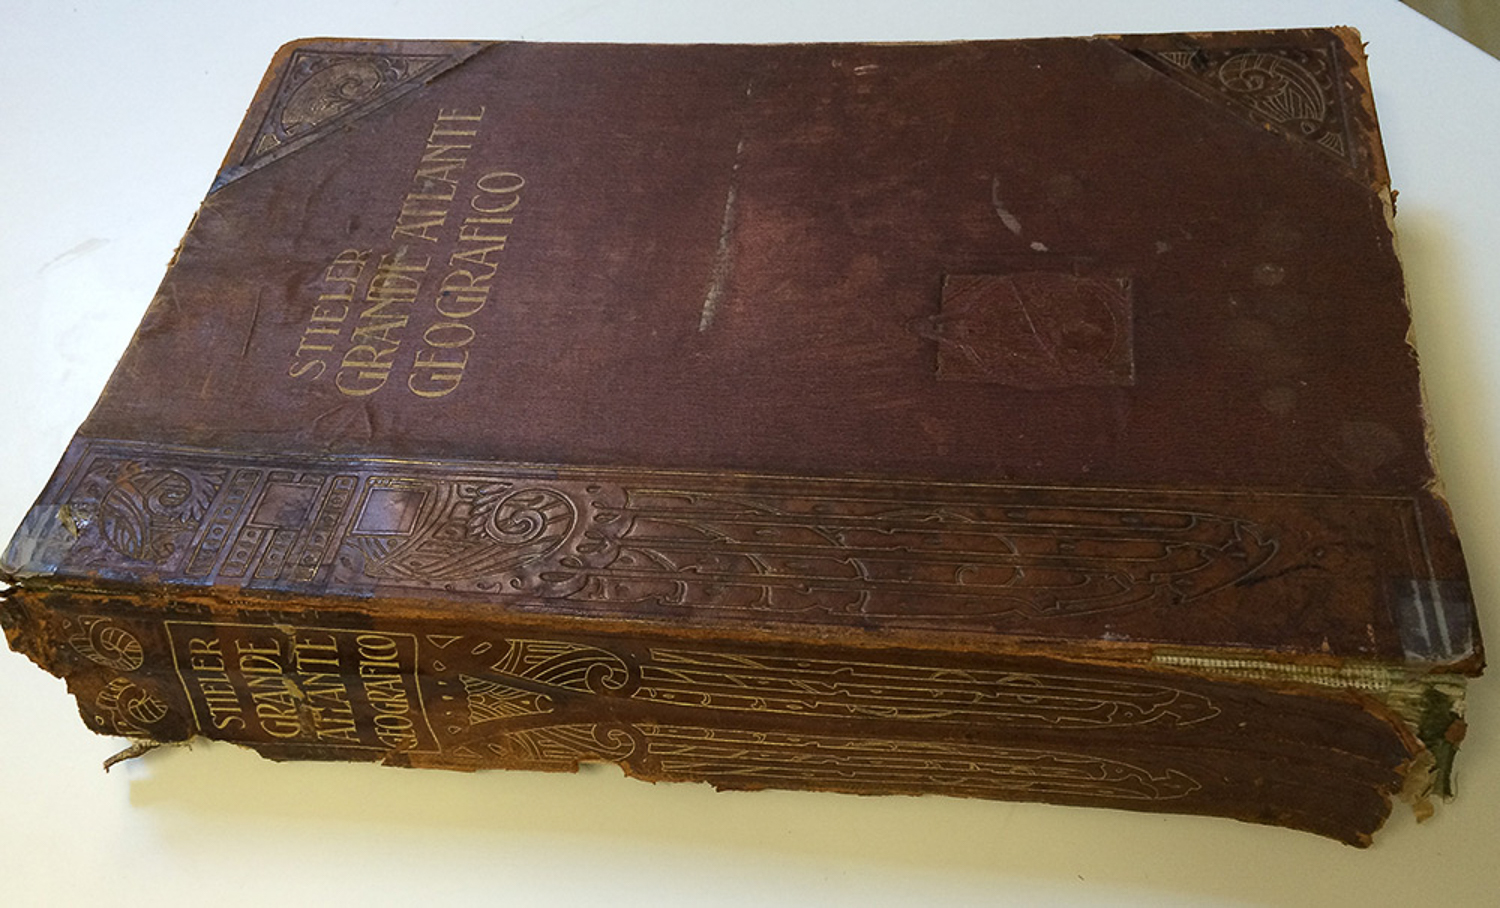 STIELER
GRANDE ATLANTE
GEOGRAFICO
STIELER
GRANDE
ATLANTE
GEOGRAFICO